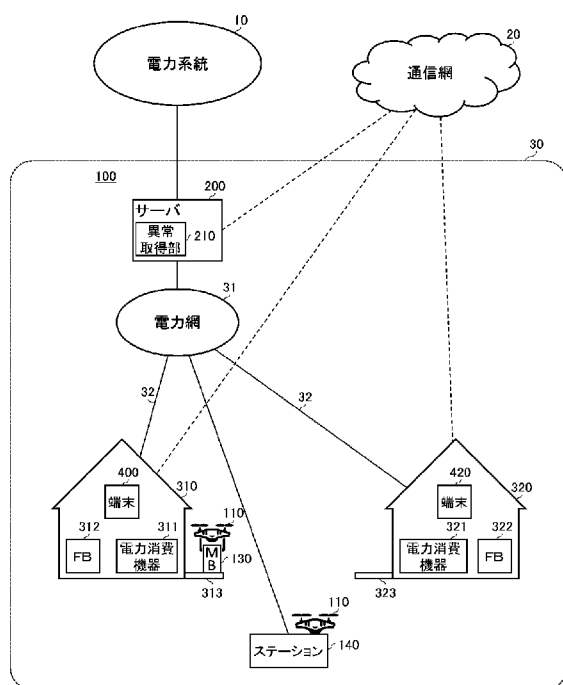 10
電力系統
20
通信網
30
100
200
サーバ
異常
取得部
210
31
電力網
32
32
400
310
端末
312
311
110
FB
電力消費
機器
M
B
130
313
420
320
端末
321
322
電力消費
機器
FB
323
110
ステーション
140